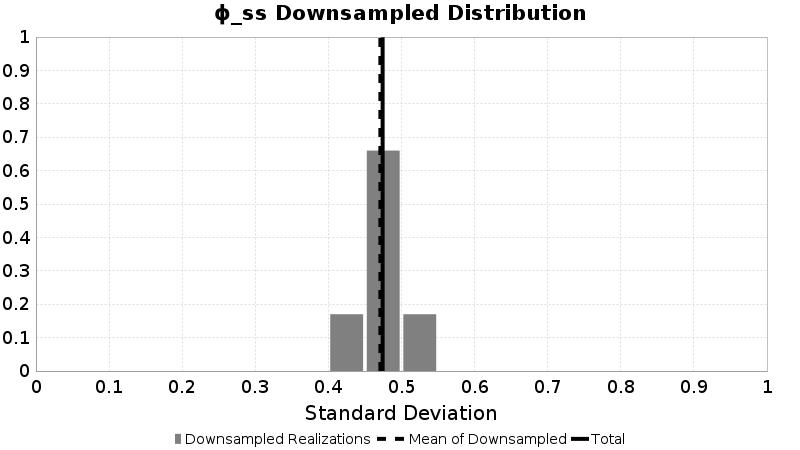 ϕ_ss Downsampled Distribution
1
0.9
0.8
0.7
0.6
0.5
0.4
0.3
0.2
0.1
0
0 0.1 0.2 0.3 0.4 0.5 0.6 0.7 0.8 0.9 1
Standard Deviation
Downsampled Realizations Mean of Downsampled Total